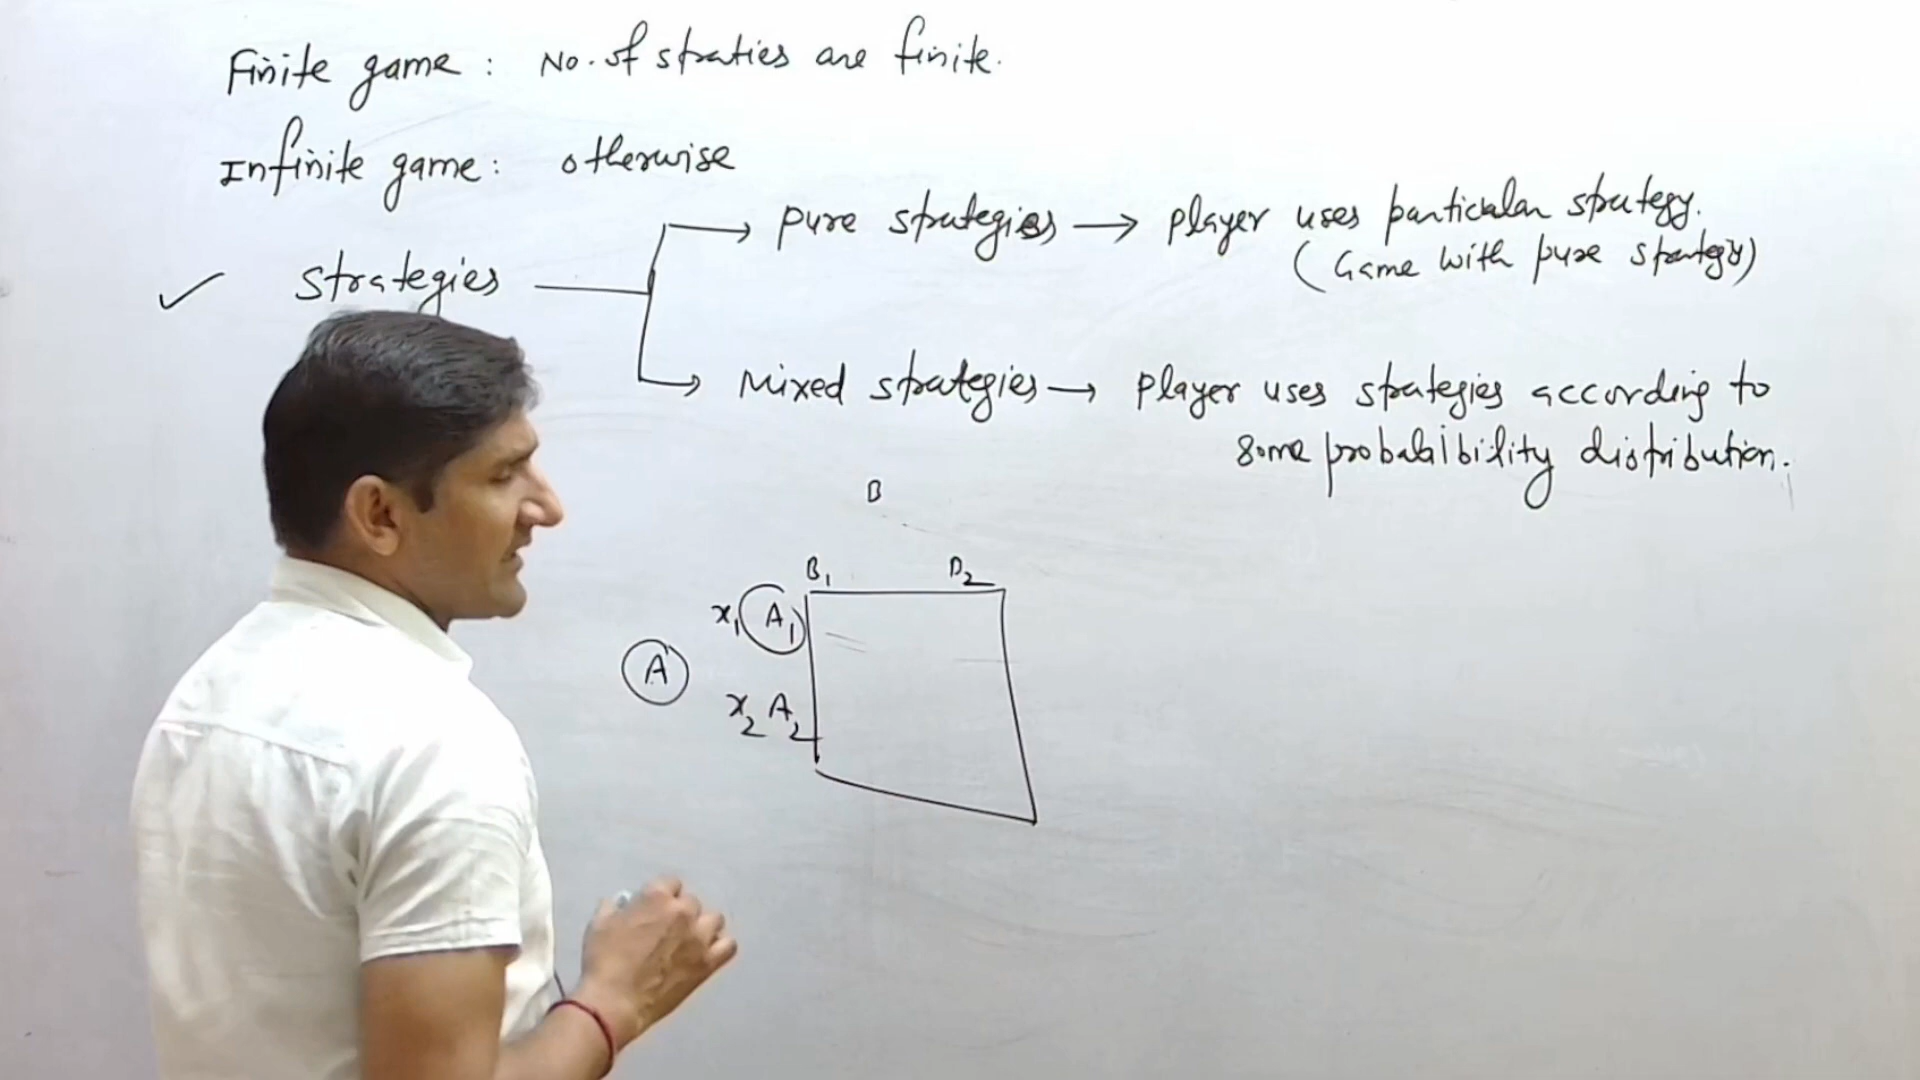 Finite game : No. of straties are finite.
Infinite game : otherwise
pure strategies → player uses particular strategy.
(Game with pure strategy)
✓ Strategies
Mixed strategies → player uses strategies according to
some probabibility distribution.
B
B₁ B₂
x₁ A₁
A
x₂ A₂